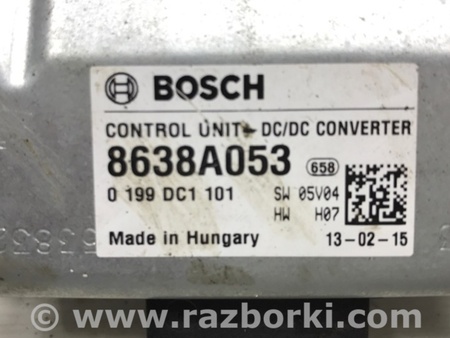 BOSCH
CONTROL UNIT- DC/DC CONVERTER
8638A053 658
0 199 DC1 101 SW 05V04
HW H07
Made in Hungary 13-02-15
www.razborki.com